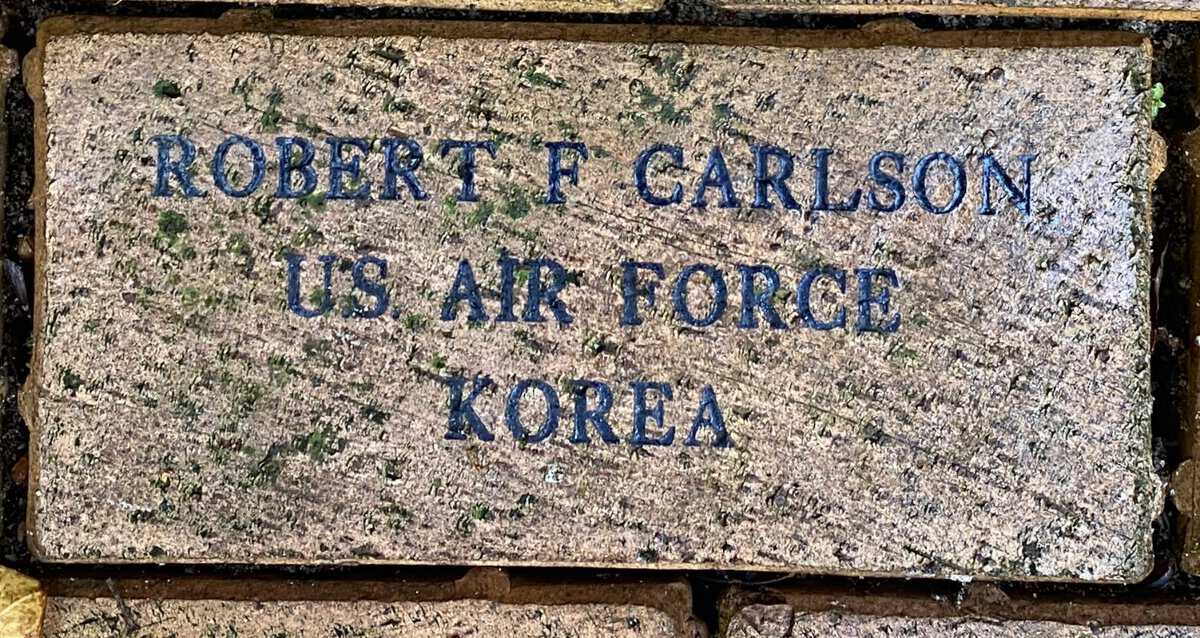 ROBERT F CARLSON
US. AIR FORCE
KOREA